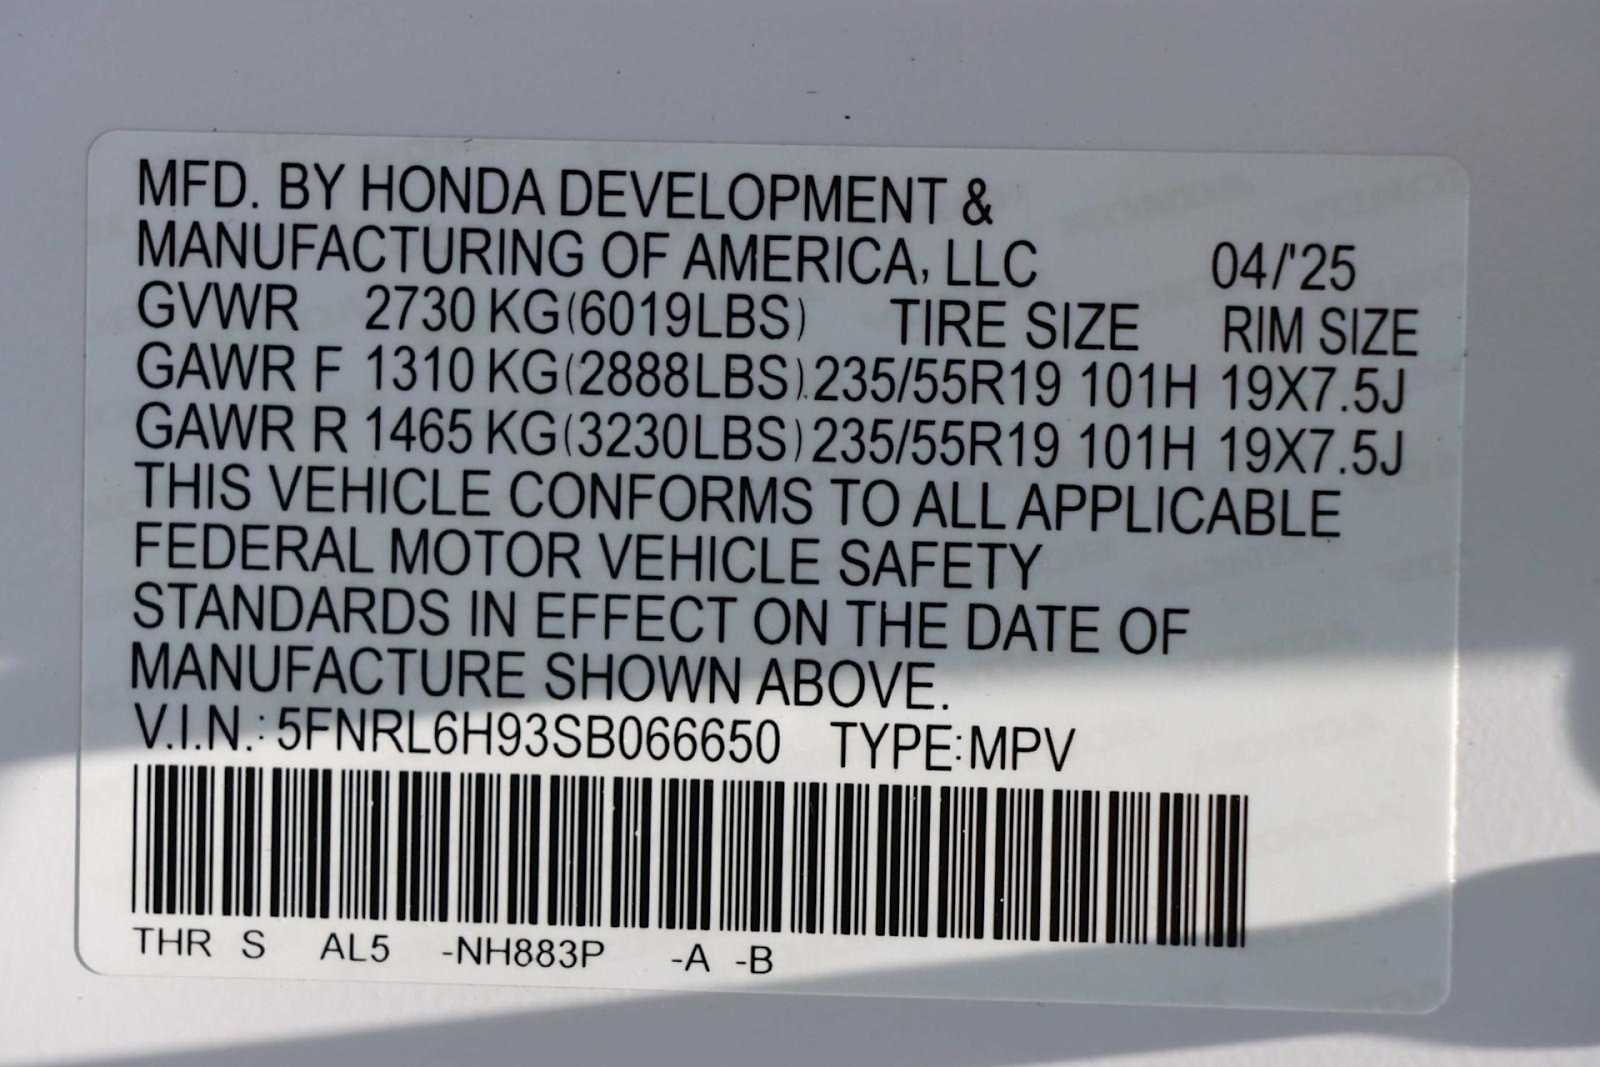 MFD. BY HONDA DEVELOPMENT &
MANUFACTURING OF AMERICA, LLC 04/'25
GVWR 2730 KG(6019LBS) TIRE SIZE RIM SIZE
GAWR F 1310 KG(2888LBS) 235/55R19 101H 19X7.5J
GAWR R 1465 KG(3230LBS) 235/55R19 101H 19X7.5J
THIS VEHICLE CONFORMS TO ALL APPLICABLE
FEDERAL MOTOR VEHICLE SAFETY
STANDARDS IN EFFECT ON THE DATE OF
MANUFACTURE SHOWN ABOVE.
V.I.N.: 5FNRL6H93SB066650 TYPE:MPV
THR S AL5 -NH883P -A -B